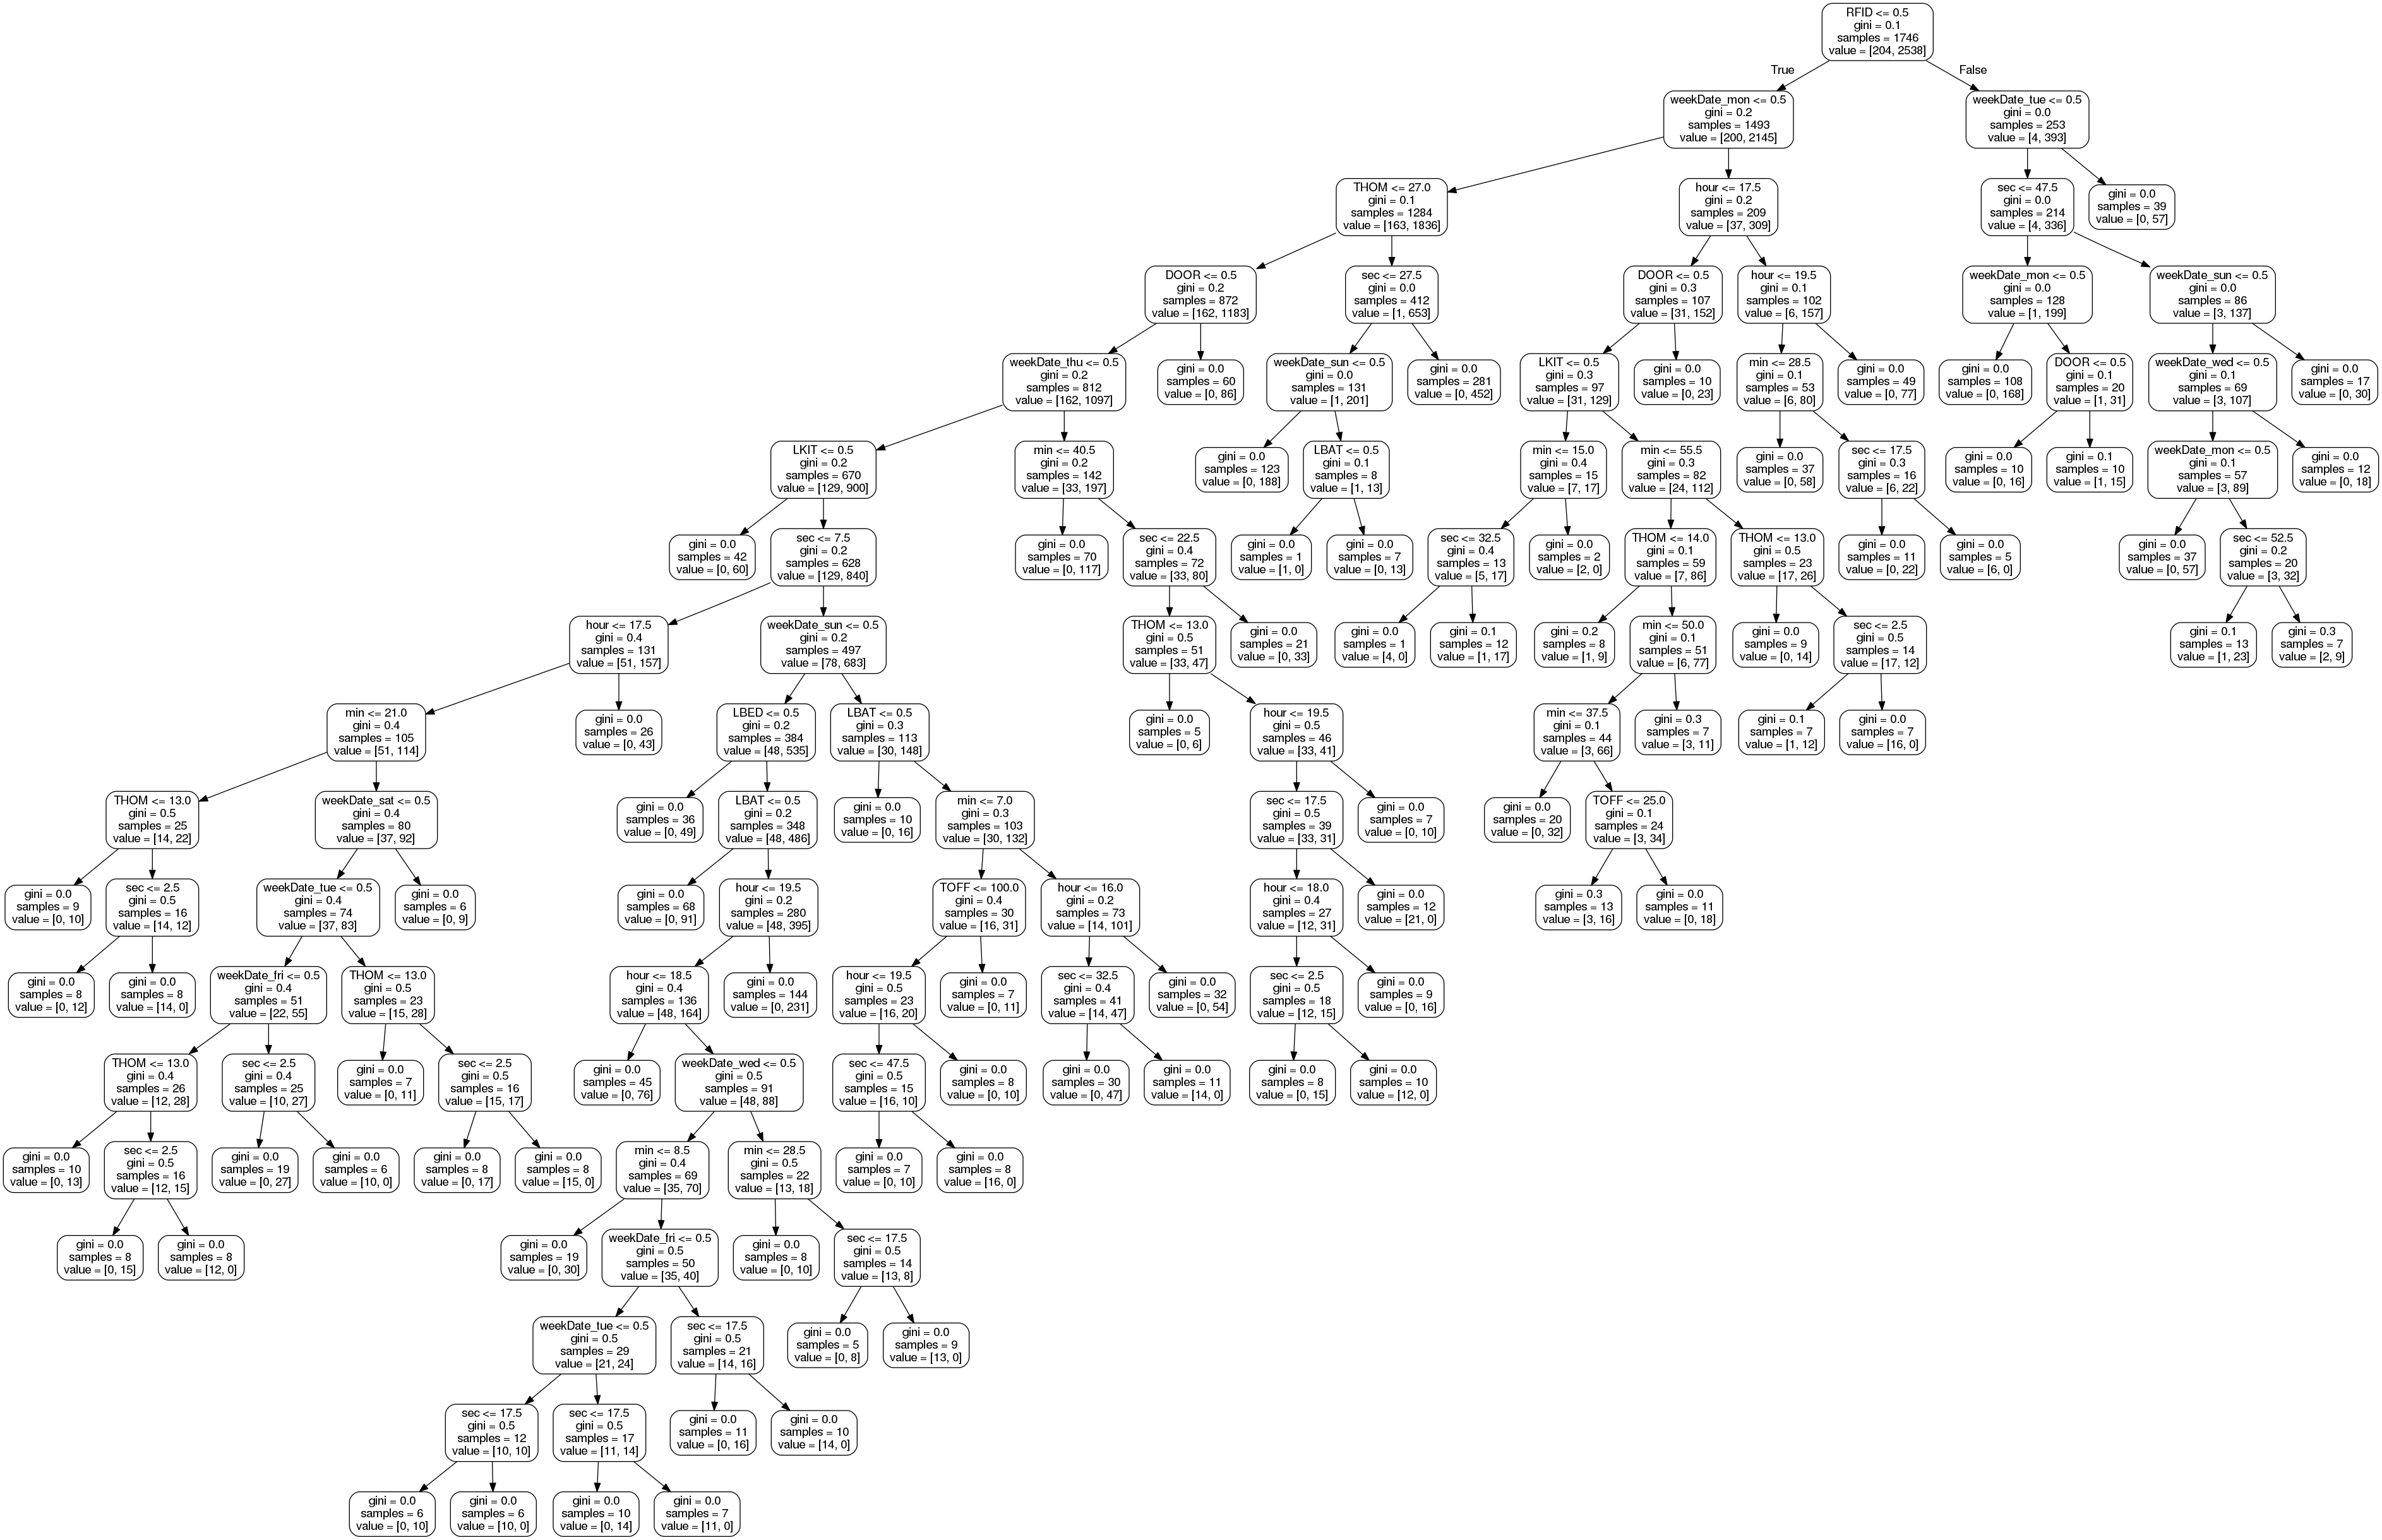 RFID <= 0.5
gini = 0.1
samples = 1746
value = [204, 2538]
True
False
weekDate_mon <= 0.5
gini = 0.2
samples = 1493
value = [200, 2145]
weekDate_tue <= 0.5
gini = 0.0
samples = 253
value = [4, 393]
THOM <= 27.0
gini = 0.1
samples = 1284
value = [163, 1836]
hour <= 17.5
gini = 0.2
samples = 209
value = [37, 309]
sec <= 47.5
gini = 0.0
samples = 214
value = [4, 336]
gini = 0.0
samples = 39
value = [0, 57]
DOOR <= 0.5
gini = 0.2
samples = 872
value = [162, 1183]
sec <= 27.5
gini = 0.0
samples = 412
value = [1, 653]
DOOR <= 0.5
gini = 0.3
samples = 107
value = [31, 152]
hour <= 19.5
gini = 0.1
samples = 102
value = [6, 157]
weekDate_mon <= 0.5
gini = 0.0
samples = 128
value = [1, 199]
weekDate_sun <= 0.5
gini = 0.0
samples = 86
value = [3, 137]
weekDate_thu <= 0.5
gini = 0.2
samples = 812
value = [162, 1097]
gini = 0.0
samples = 60
value = [0, 86]
weekDate_sun <= 0.5
gini = 0.0
samples = 131
value = [1, 201]
gini = 0.0
samples = 281
value = [0, 452]
LKIT <= 0.5
gini = 0.3
samples = 97
value = [31, 129]
gini = 0.0
samples = 10
value = [0, 23]
min <= 28.5
gini = 0.1
samples = 53
value = [6, 80]
gini = 0.0
samples = 49
value = [0, 77]
gini = 0.0
samples = 108
value = [0, 168]
DOOR <= 0.5
gini = 0.1
samples = 20
value = [1, 31]
weekDate_wed <= 0.5
gini = 0.1
samples = 69
value = [3, 107]
gini = 0.0
samples = 17
value = [0, 30]
LKIT <= 0.5
gini = 0.2
samples = 670
value = [129, 900]
min <= 40.5
gini = 0.2
samples = 142
value = [33, 197]
gini = 0.0
samples = 123
value = [0, 188]
LBAT <= 0.5
gini = 0.1
samples = 8
value = [1, 13]
min <= 15.0
gini = 0.4
samples = 15
value = [7, 17]
min <= 55.5
gini = 0.3
samples = 82
value = [24, 112]
gini = 0.0
samples = 37
value = [0, 58]
sec <= 17.5
gini = 0.3
samples = 16
value = [6, 22]
gini = 0.0
samples = 10
value = [0, 16]
gini = 0.1
samples = 10
value = [1, 15]
weekDate_mon <= 0.5
gini = 0.1
samples = 57
value = [3, 89]
gini = 0.0
samples = 12
value = [0, 18]
gini = 0.0
samples = 42
value = [0, 60]
sec <= 7.5
gini = 0.2
samples = 628
value = [129, 840]
gini = 0.0
samples = 70
value = [0, 117]
sec <= 22.5
gini = 0.4
samples = 72
value = [33, 80]
gini = 0.0
samples = 1
value = [1, 0]
gini = 0.0
samples = 7
value = [0, 13]
sec <= 32.5
gini = 0.4
samples = 13
value = [5, 17]
gini = 0.0
samples = 2
value = [2, 0]
THOM <= 14.0
gini = 0.1
samples = 59
value = [7, 86]
THOM <= 13.0
gini = 0.5
samples = 23
value = [17, 26]
gini = 0.0
samples = 11
value = [0, 22]
gini = 0.0
samples = 5
value = [6, 0]
gini = 0.0
samples = 37
value = [0, 57]
sec <= 52.5
gini = 0.2
samples = 20
value = [3, 32]
hour <= 17.5
gini = 0.4
samples = 131
value = [51, 157]
weekDate_sun <= 0.5
gini = 0.2
samples = 497
value = [78, 683]
THOM <= 13.0
gini = 0.5
samples = 51
value = [33, 47]
gini = 0.0
samples = 21
value = [0, 33]
gini = 0.0
samples = 1
value = [4, 0]
gini = 0.1
samples = 12
value = [1, 17]
gini = 0.2
samples = 8
value = [1, 9]
min <= 50.0
gini = 0.1
samples = 51
value = [6, 77]
gini = 0.0
samples = 9
value = [0, 14]
sec <= 2.5
gini = 0.5
samples = 14
value = [17, 12]
gini = 0.1
samples = 13
value = [1, 23]
gini = 0.3
samples = 7
value = [2, 9]
min <= 21.0
gini = 0.4
samples = 105
value = [51, 114]
gini = 0.0
samples = 26
value = [0, 43]
LBED <= 0.5
gini = 0.2
samples = 384
value = [48, 535]
LBAT <= 0.5
gini = 0.3
samples = 113
value = [30, 148]
gini = 0.0
samples = 5
value = [0, 6]
hour <= 19.5
gini = 0.5
samples = 46
value = [33, 41]
min <= 37.5
gini = 0.1
samples = 44
value = [3, 66]
gini = 0.3
samples = 7
value = [3, 11]
gini = 0.1
samples = 7
value = [1, 12]
gini = 0.0
samples = 7
value = [16, 0]
THOM <= 13.0
gini = 0.5
samples = 25
value = [14, 22]
weekDate_sat <= 0.5
gini = 0.4
samples = 80
value = [37, 92]
gini = 0.0
samples = 36
value = [0, 49]
LBAT <= 0.5
gini = 0.2
samples = 348
value = [48, 486]
gini = 0.0
samples = 10
value = [0, 16]
min <= 7.0
gini = 0.3
samples = 103
value = [30, 132]
sec <= 17.5
gini = 0.5
samples = 39
value = [33, 31]
gini = 0.0
samples = 7
value = [0, 10]
gini = 0.0
samples = 20
value = [0, 32]
TOFF <= 25.0
gini = 0.1
samples = 24
value = [3, 34]
gini = 0.0
samples = 9
value = [0, 10]
sec <= 2.5
gini = 0.5
samples = 16
value = [14, 12]
weekDate_tue <= 0.5
gini = 0.4
samples = 74
value = [37, 83]
gini = 0.0
samples = 6
value = [0, 9]
gini = 0.0
samples = 68
value = [0, 91]
hour <= 19.5
gini = 0.2
samples = 280
value = [48, 395]
TOFF <= 100.0
gini = 0.4
samples = 30
value = [16, 31]
hour <= 16.0
gini = 0.2
samples = 73
value = [14, 101]
hour <= 18.0
gini = 0.4
samples = 27
value = [12, 31]
gini = 0.0
samples = 12
value = [21, 0]
gini = 0.3
samples = 13
value = [3, 16]
gini = 0.0
samples = 11
value = [0, 18]
gini = 0.0
samples = 8
value = [0, 12]
gini = 0.0
samples = 8
value = [14, 0]
weekDate_fri <= 0.5
gini = 0.4
samples = 51
value = [22, 55]
THOM <= 13.0
gini = 0.5
samples = 23
value = [15, 28]
hour <= 18.5
gini = 0.4
samples = 136
value = [48, 164]
gini = 0.0
samples = 144
value = [0, 231]
hour <= 19.5
gini = 0.5
samples = 23
value = [16, 20]
gini = 0.0
samples = 7
value = [0, 11]
sec <= 32.5
gini = 0.4
samples = 41
value = [14, 47]
gini = 0.0
samples = 32
value = [0, 54]
sec <= 2.5
gini = 0.5
samples = 18
value = [12, 15]
gini = 0.0
samples = 9
value = [0, 16]
THOM <= 13.0
gini = 0.4
samples = 26
value = [12, 28]
sec <= 2.5
gini = 0.4
samples = 25
value = [10, 27]
gini = 0.0
samples = 7
value = [0, 11]
sec <= 2.5
gini = 0.5
samples = 16
value = [15, 17]
gini = 0.0
samples = 45
value = [0, 76]
weekDate_wed <= 0.5
gini = 0.5
samples = 91
value = [48, 88]
sec <= 47.5
gini = 0.5
samples = 15
value = [16, 10]
gini = 0.0
samples = 8
value = [0, 10]
gini = 0.0
samples = 30
value = [0, 47]
gini = 0.0
samples = 11
value = [14, 0]
gini = 0.0
samples = 8
value = [0, 15]
gini = 0.0
samples = 10
value = [12, 0]
gini = 0.0
samples = 10
value = [0, 13]
sec <= 2.5
gini = 0.5
samples = 16
value = [12, 15]
gini = 0.0
samples = 19
value = [0, 27]
gini = 0.0
samples = 6
value = [10, 0]
gini = 0.0
samples = 8
value = [0, 17]
gini = 0.0
samples = 8
value = [15, 0]
min <= 8.5
gini = 0.4
samples = 69
value = [35, 70]
min <= 28.5
gini = 0.5
samples = 22
value = [13, 18]
gini = 0.0
samples = 7
value = [0, 10]
gini = 0.0
samples = 8
value = [16, 0]
gini = 0.0
samples = 8
value = [0, 15]
gini = 0.0
samples = 8
value = [12, 0]
gini = 0.0
samples = 19
value = [0, 30]
weekDate_fri <= 0.5
gini = 0.5
samples = 50
value = [35, 40]
gini = 0.0
samples = 8
value = [0, 10]
sec <= 17.5
gini = 0.5
samples = 14
value = [13, 8]
weekDate_tue <= 0.5
gini = 0.5
samples = 29
value = [21, 24]
sec <= 17.5
gini = 0.5
samples = 21
value = [14, 16]
gini = 0.0
samples = 5
value = [0, 8]
gini = 0.0
samples = 9
value = [13, 0]
sec <= 17.5
gini = 0.5
samples = 12
value = [10, 10]
sec <= 17.5
gini = 0.5
samples = 17
value = [11, 14]
gini = 0.0
samples = 11
value = [0, 16]
gini = 0.0
samples = 10
value = [14, 0]
gini = 0.0
samples = 6
value = [0, 10]
gini = 0.0
samples = 6
value = [10, 0]
gini = 0.0
samples = 10
value = [0, 14]
gini = 0.0
samples = 7
value = [11, 0]